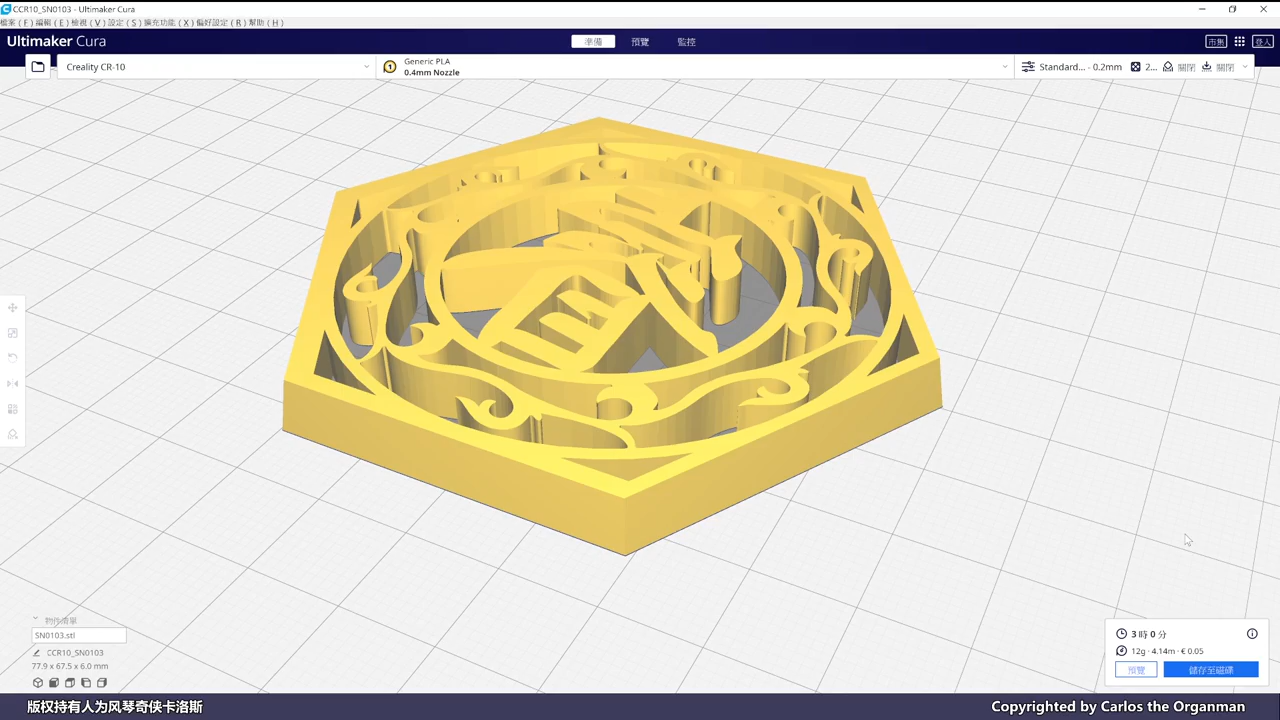 CCR10_SN0103 - Ultimaker Cura
檔案 ( F ) 編輯 ( E ) 檢視 ( V ) 設定 ( S ) 擴充功能 ( X ) 偏好設定 ( R ) 幫助 ( H )
Ultimaker Cura 準備 預覽 監控 市集 登入
Creality CR-10
1 Generic PLA
0.4mm Nozzle
Standard... - 0.2mm 2... 關閉 關閉
物件清單
SN0103.stl
CCR10_SN0103
77.9 x 67.5 x 6.0 mm
3 時 0 分
12g · 4.14m · € 0.05
預覽 儲存至磁碟
版权持有人为风琴奇侠卡洛斯
Copyrighted by Carlos the Organman